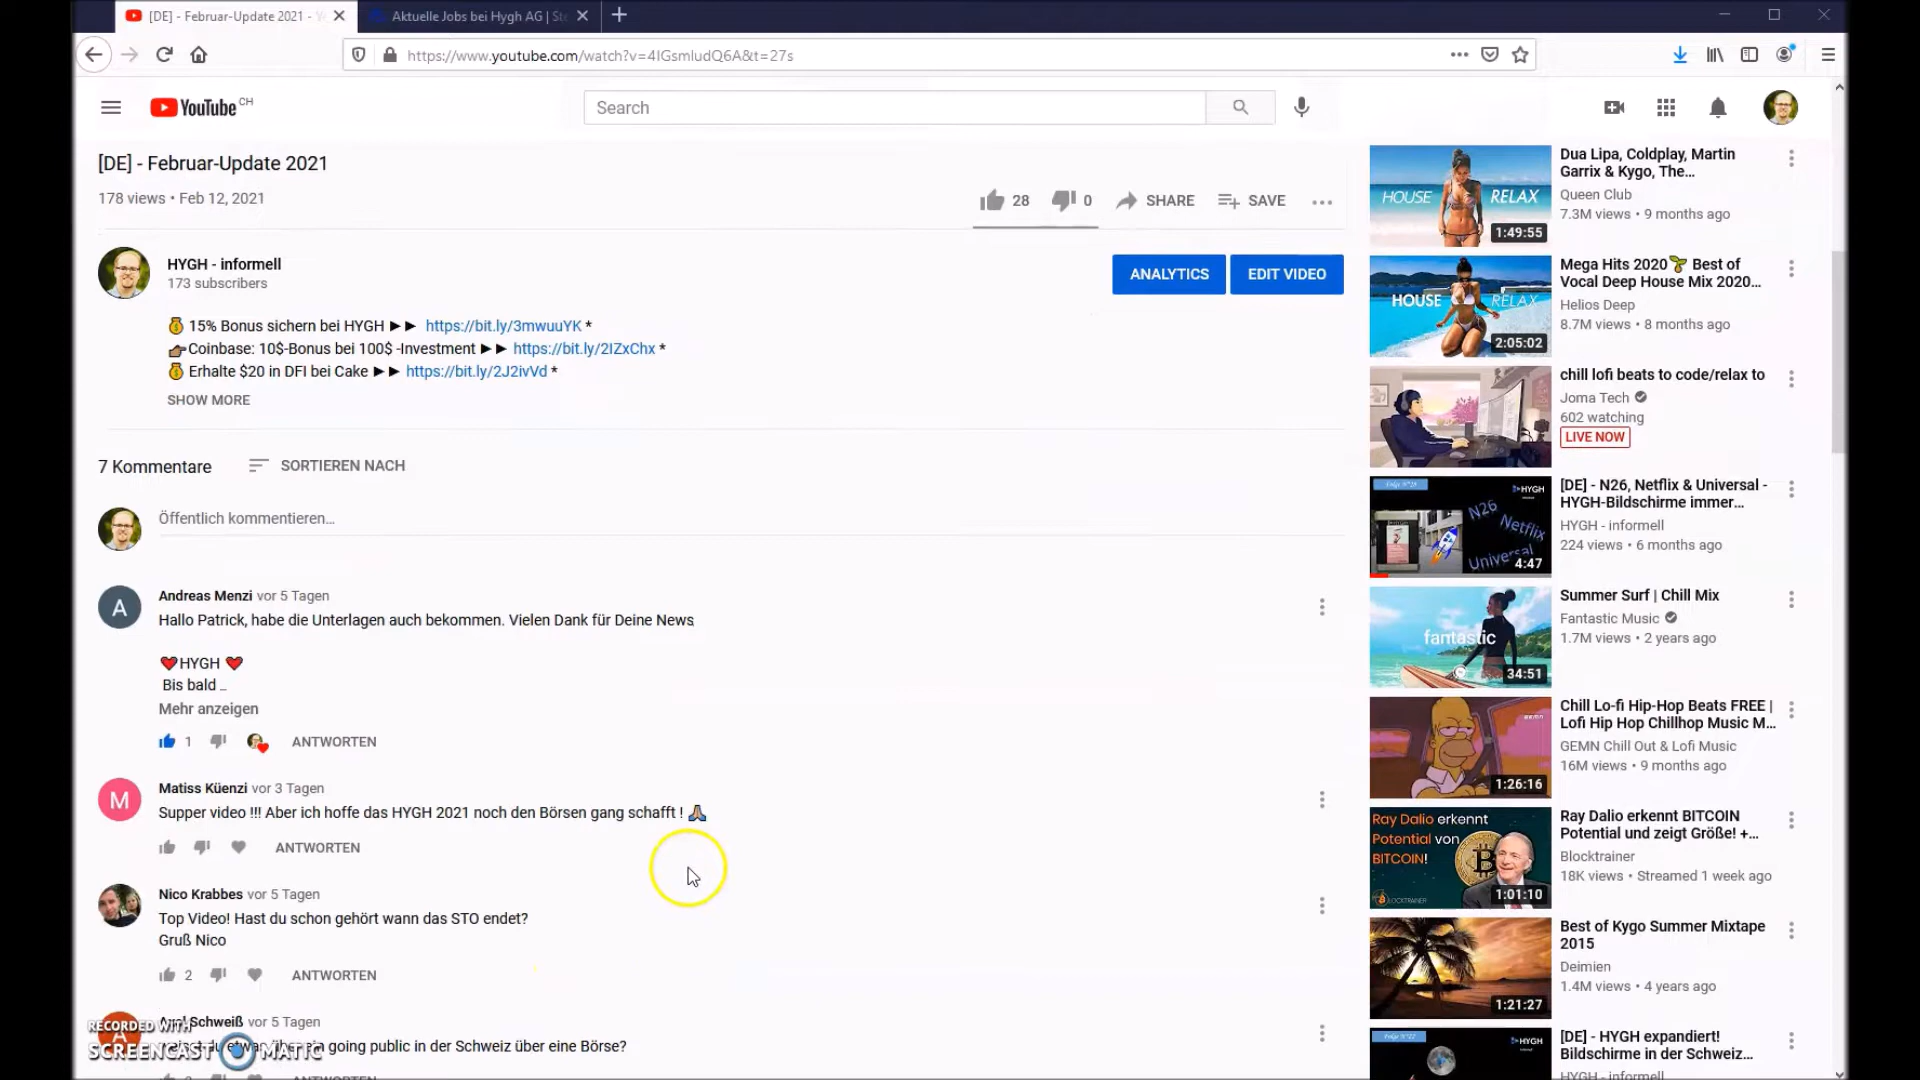 [DE] - Februar-Update 2021 -
Aktuelle Jobs bei Hygh AG | Ste
https://www.youtube.com/watch?v=4IGsmludQ6A&t=27s
YouTube CH
Search
[DE] - Februar-Update 2021
178 views • Feb 12, 2021
28
0
SHARE
SAVE
HYGH - informell
173 subscribers
ANALYTICS
EDIT VIDEO
💰 15% Bonus sichern bei HYGH ►► https://bit.ly/3mwuuYK *
👉Coinbase: 10$-Bonus bei 100$ -Investment ►► https://bit.ly/2IZxChx *
💰 Erhalte $20 in DFI bei Cake ►► https://bit.ly/2J2ivVd *
SHOW MORE
7 Kommentare
SORTIEREN NACH
Öffentlich kommentieren...
A
Andreas Menzi vor 5 Tagen
Hallo Patrick, habe die Unterlagen auch bekommen. Vielen Dank für Deine News.
❤️HYGH ❤️
Bis bald ...
Mehr anzeigen
1
ANTWORTEN
M
Matiss Küenzi vor 3 Tagen
Supper video !!! Aber ich hoffe das HYGH 2021 noch den Börsen gang schafft ! 🙏
ANTWORTEN
Nico Krabbes vor 5 Tagen
Top Video! Hast du schon gehört wann das STO endet?
Gruß Nico
2
ANTWORTEN
Schweiß vor 5 Tagen
going public in der Schweiz über eine Börse?
RECORDED WITH
SCREENCAST MATIC
HOUSE RELAX
1:49:55
Dua Lipa, Coldplay, Martin
Garrix & Kygo, The...
Queen Club
7.3M views • 9 months ago
HOUSE RELAX
2:05:02
Mega Hits 2020🌱 Best of
Vocal Deep House Mix 2020...
Helios Deep
8.7M views • 8 months ago
chill lofi beats to code/relax to
Joma Tech
602 watching
LIVE NOW
HYGH
N26
Netflix
Universal
4:47
[DE] - N26, Netflix & Universal -
HYGH-Bildschirme immer...
HYGH - informell
224 views • 6 months ago
fantastic
34:51
Summer Surf | Chill Mix
Fantastic Music
1.7M views • 2 years ago
1:26:16
Chill Lo-fi Hip-Hop Beats FREE |
Lofi Hip Hop Chillhop Music M...
GEMN Chill Out & Lofi Music
16M views • 9 months ago
Ray Dalio erkennt
Potential von
BITCOIN!
BLOCKTRAINER
1:01:10
Ray Dalio erkennt BITCOIN
Potential und zeigt Größe! +...
Blocktrainer
18K views • Streamed 1 week ago
1:21:27
Best of Kygo Summer Mixtape
2015
Deimien
1.4M views • 4 years ago
HYGH
[DE] - HYGH expandiert!
Bildschirme in der Schweiz...
HYGH - informell